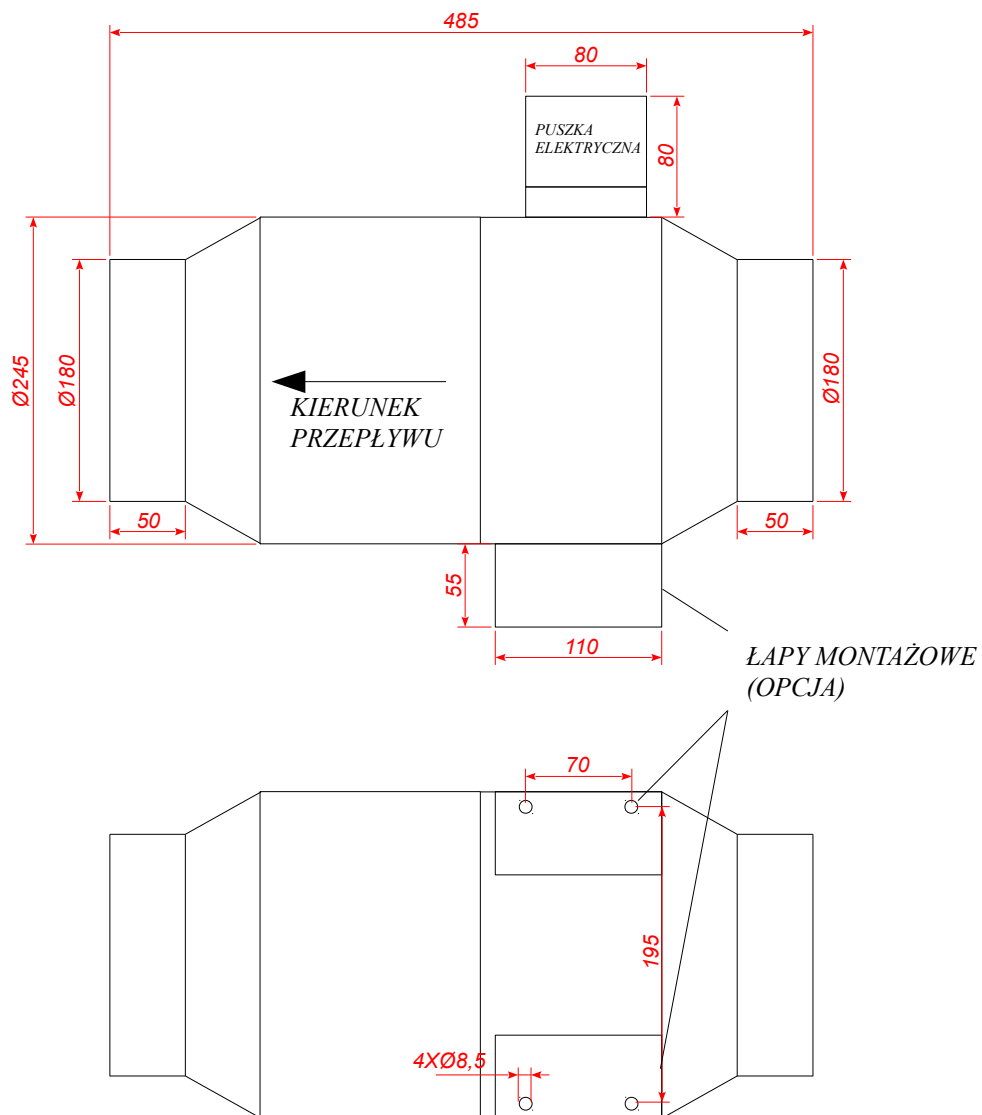 485
80
PUSZKA
ELEKTRYCZNA
80
Ø245
Ø180
Ø180
KIERUNEK
PRZEPŁYWU
50
50
55
110
ŁAPY MONTAŻOWE
(OPCJA)
70
195
4XØ8,5